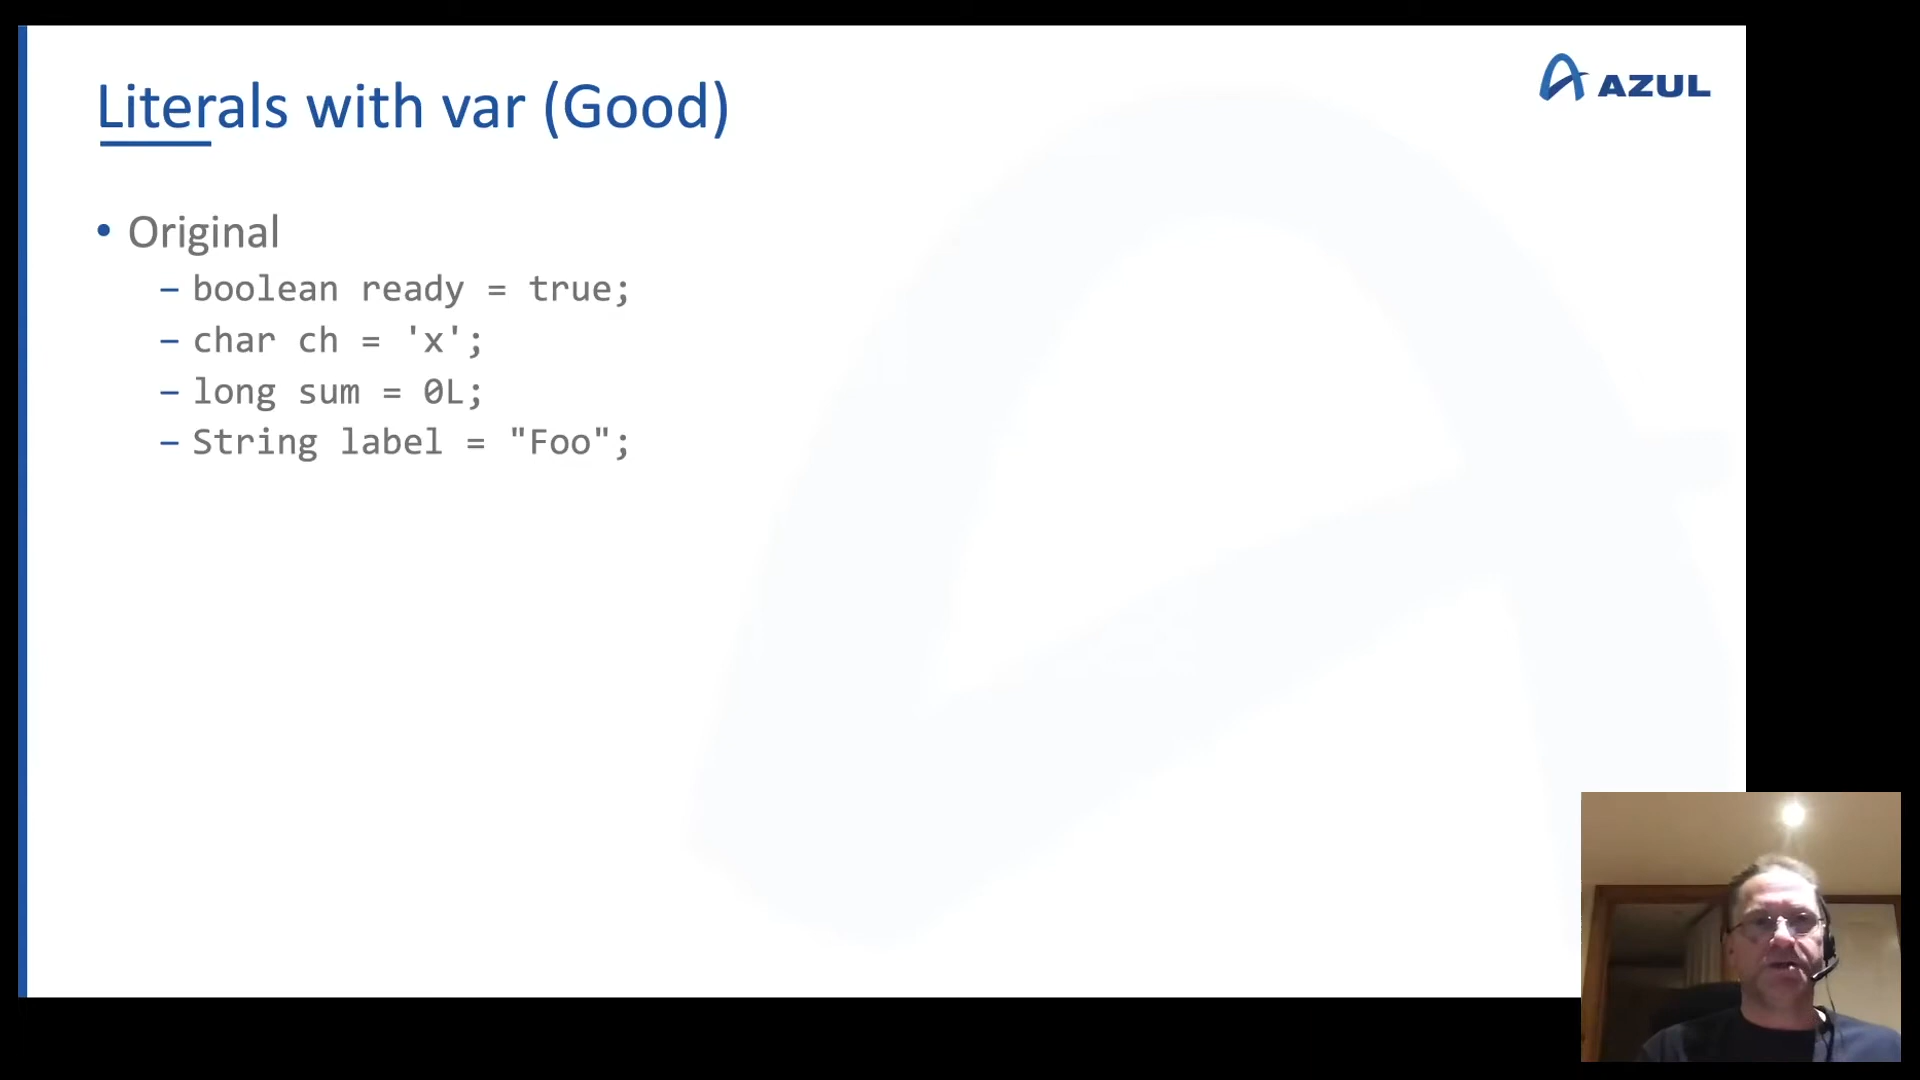 Literals with var (Good)
AZUL
• Original
– boolean ready = true;
– char ch = 'x';
– long sum = 0L;
– String label = "Foo";